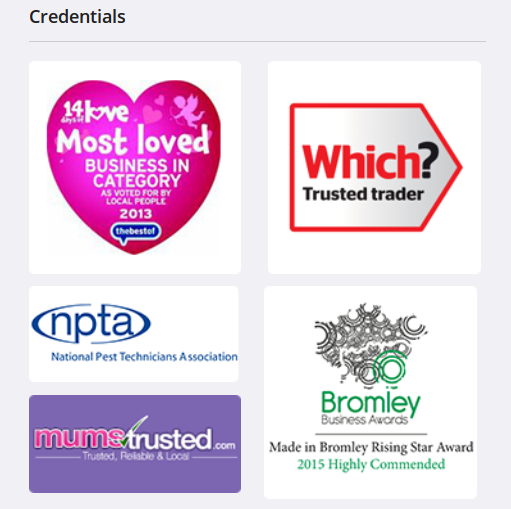 Credentials
14
days of
love
Most loved
BUSINESS IN
CATEGORY
AS VOTED FOR BY
LOCAL PEOPLE
2013
thebestof
Which?
Trusted trader
npta
National Pest Technicians Association
mumstrusted.com
Trusted, Reliable & Local
Bromley
Business Awards
Made in Bromley Rising Star Award
2015 Highly Commended